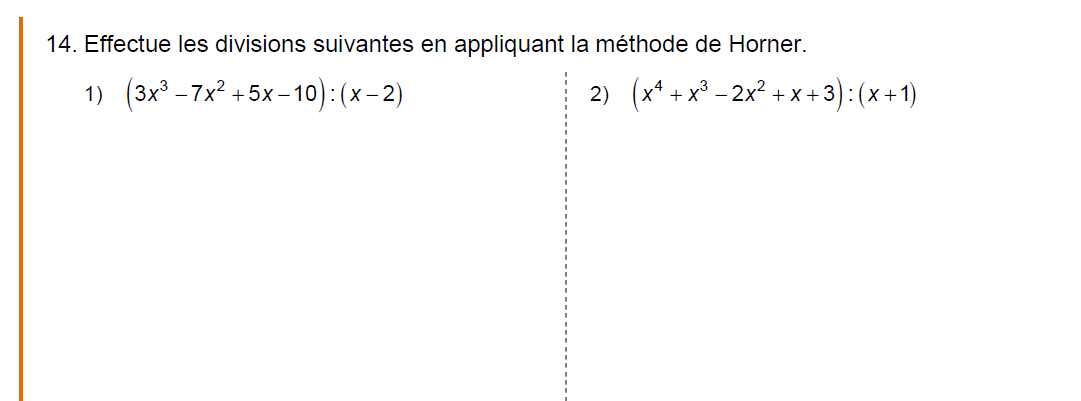 14. Effectue les divisions suivantes en appliquant la méthode de Horner.
1) (3x³ – 7x² + 5x – 10) : (x – 2)
2) (x⁴ + x³ – 2x² + x + 3) : (x + 1)